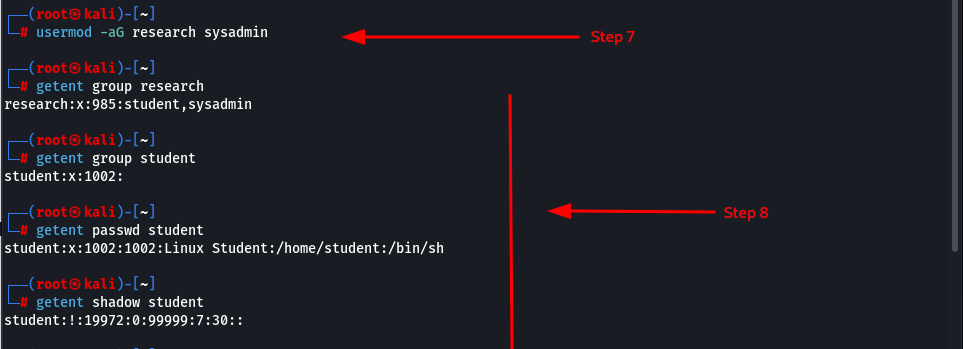 ┌──(root㉿kali)-[~]
└─# usermod -aG research sysadmin
Step 7
┌──(root㉿kali)-[~]
└─# getent group research
research:x:985:student,sysadmin
┌──(root㉿kali)-[~]
└─# getent group student
student:x:1002:
┌──(root㉿kali)-[~]
Step 8
└─# getent passwd student
student:x:1002:1002:Linux Student:/home/student:/bin/sh
┌──(root㉿kali)-[~]
└─# getent shadow student
student:!:19972:0:99999:7:30::